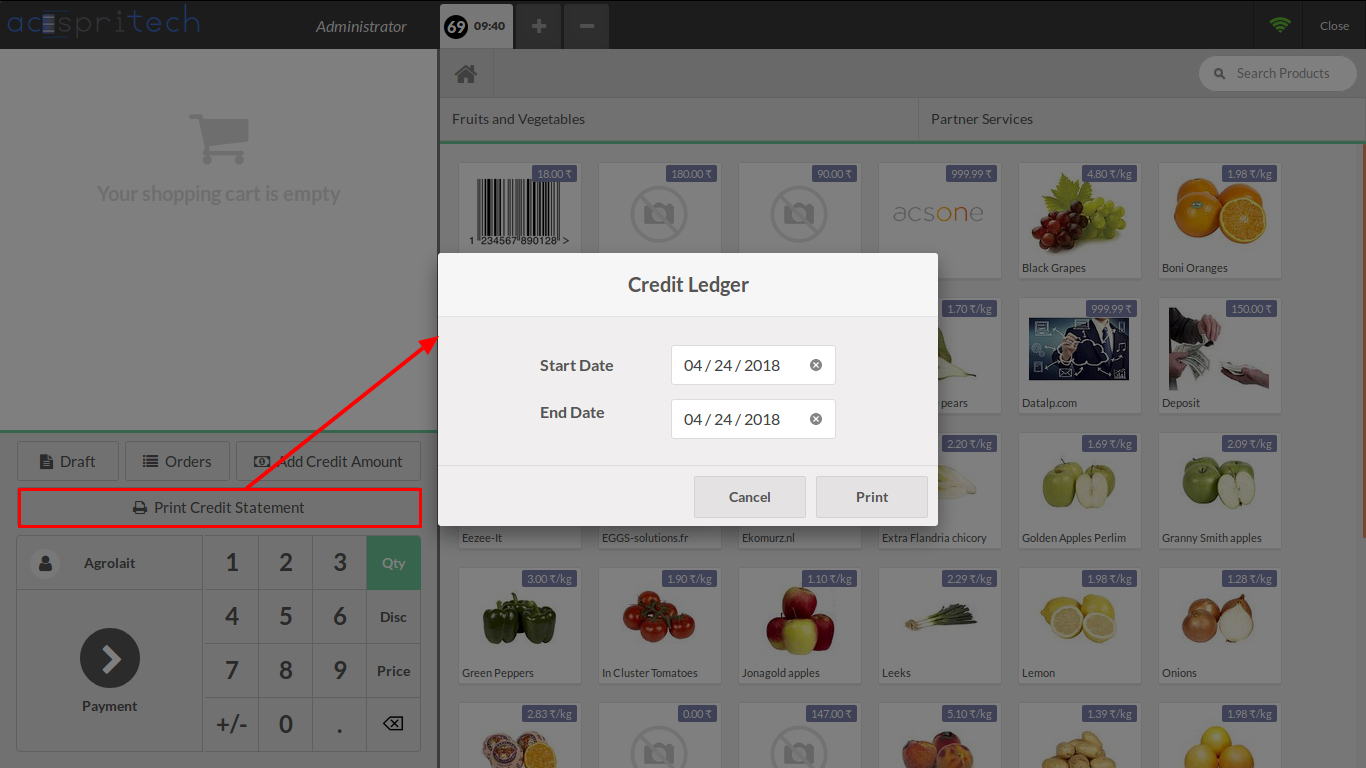 acespritech
Administrator
69 09:40
Close
Search Products
Fruits and Vegetables
Partner Services
Your shopping cart is empty
18.00 ₹
180.00 ₹
90.00 ₹
999.99 ₹
4.80 ₹/kg
1.98 ₹/kg
1 234567 890128 >
acsone
Black Grapes
Boni Oranges
Credit Ledger
Start Date
04 / 24 / 2018
End Date
04 / 24 / 2018
Cancel
Print
1.70 ₹/kg
999.99 ₹
150.00 ₹
pears
Datalp.com
Deposit
2.20 ₹/kg
1.69 ₹/kg
2.09 ₹/kg
Draft
Orders
Add Credit Amount
Print Credit Statement
Eezee-It
EGGS-solutions.fr
Ekomurz.nl
Extra Flandria chicory
Golden Apples Perlim
Granny Smith apples
Agrolait
1 2 3 Qty
4 5 6 Disc
7 8 9 Price
+/- 0 .
Payment
3.00 ₹/kg
1.90 ₹/kg
1.10 ₹/kg
2.29 ₹/kg
1.98 ₹/kg
1.28 ₹/kg
Green Peppers
In Cluster Tomatoes
Jonagold apples
Leeks
Lemon
Onions
2.83 ₹/kg
0.00 ₹
147.00 ₹
5.10 ₹/kg
1.39 ₹/kg
1.98 ₹/kg